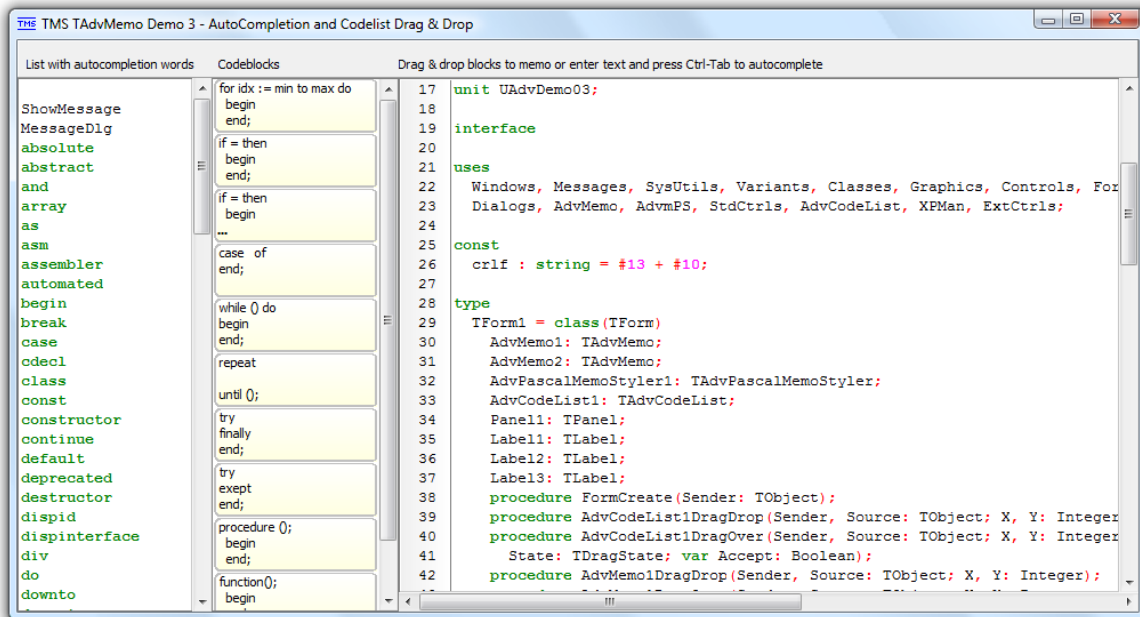 TMS TMS TAdvMemo Demo 3 - AutoCompletion and Codelist Drag & Drop
List with autocompletion words
Codeblocks
Drag & drop blocks to memo or enter text and press Ctrl-Tab to autocomplete
ShowMessage
MessageDlg
absolute
abstract
and
array
as
asm
assembler
automated
begin
break
case
cdecl
class
const
constructor
continue
default
deprecated
destructor
dispid
dispinterface
div
do
downto
for idx := min to max do
begin
end;
if = then
begin
end;
if = then
begin
...
case of
end;
while () do
begin
end;
repeat
until ();
try
finally
end;
try
exept
end;
procedure ();
begin
end;
function();
begin
17 unit UAdvDemo03;
18
19 interface
20
21 uses
22 Windows, Messages, SysUtils, Variants, Classes, Graphics, Controls, For
23 Dialogs, AdvMemo, AdvmPS, StdCtrls, AdvCodeList, XPMan, ExtCtrls;
24
25 const
26 crlf : string = #13 + #10;
27
28 type
29 TForm1 = class(TForm)
30 AdvMemo1: TAdvMemo;
31 AdvMemo2: TAdvMemo;
32 AdvPascalMemoStyler1: TAdvPascalMemoStyler;
33 AdvCodeList1: TAdvCodeList;
34 Panel1: TPanel;
35 Label1: TLabel;
36 Label2: TLabel;
37 Label3: TLabel;
38 procedure FormCreate(Sender: TObject);
39 procedure AdvCodeList1DragDrop(Sender, Source: TObject; X, Y: Integer
40 procedure AdvCodeList1DragOver(Sender, Source: TObject; X, Y: Integer
41 State: TDragState; var Accept: Boolean);
42 procedure AdvMemo1DragDrop(Sender, Source: TObject; X, Y: Integer);